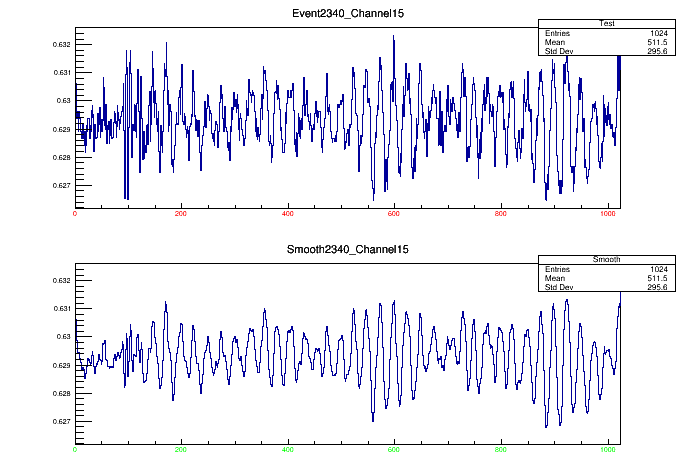 Event2340_Channel15
Test
Entries 1024
Mean 511.5
Std Dev 295.6
0.632
0.631
0.63
0.629
0.628
0.627
0 200 400 600 800 1000
Smooth2340_Channel15
Smooth
Entries 1024
Mean 511.5
Std Dev 295.6
0.632
0.631
0.63
0.629
0.628
0.627
0 200 400 600 800 1000